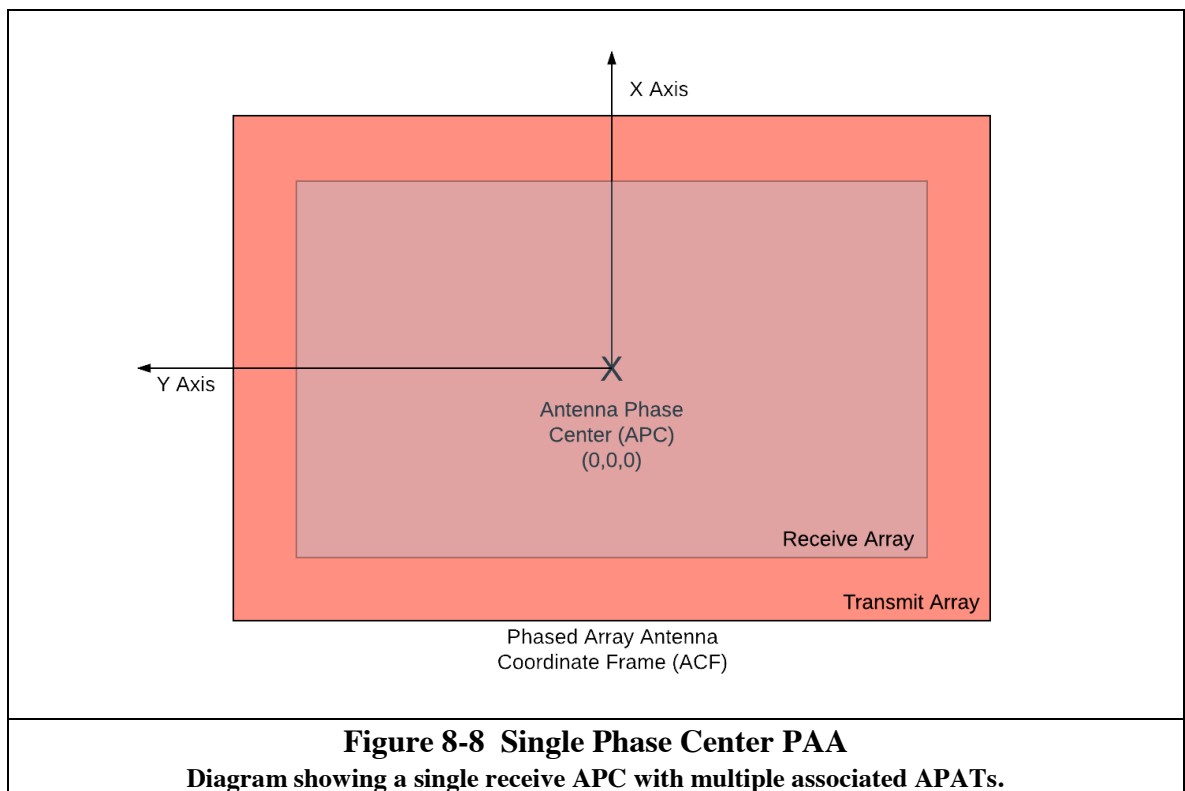 X Axis
Y Axis
X
Antenna Phase
Center (APC)
(0,0,0)
Receive Array
Transmit Array
Phased Array Antenna
Coordinate Frame (ACF)
Figure 8-8 Single Phase Center PAA
Diagram showing a single receive APC with multiple associated APATs.